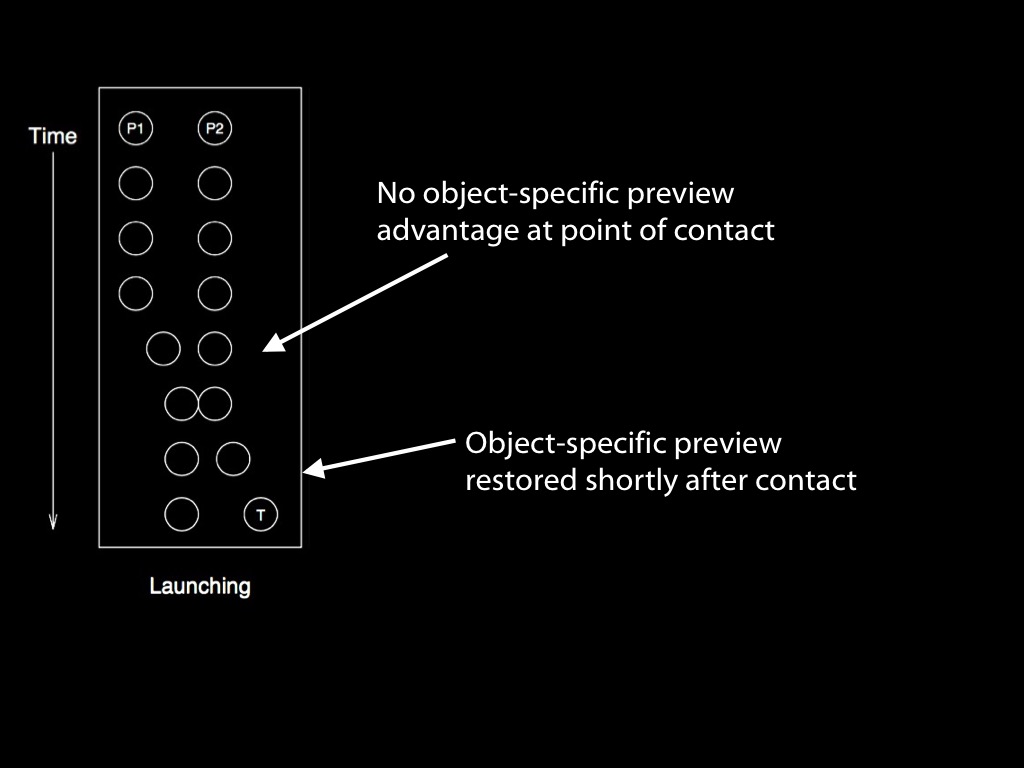 P1 P2
Time
No object-specific preview
advantage at point of contact
Object-specific preview
restored shortly after contact
T
Launching